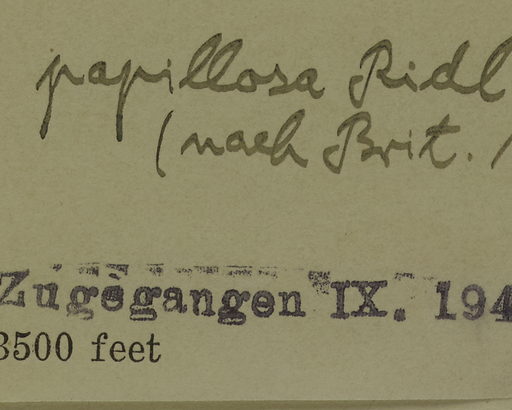 papillosa Ridl
(nach Brit.
Zugegangen IX. 194
3500 feet